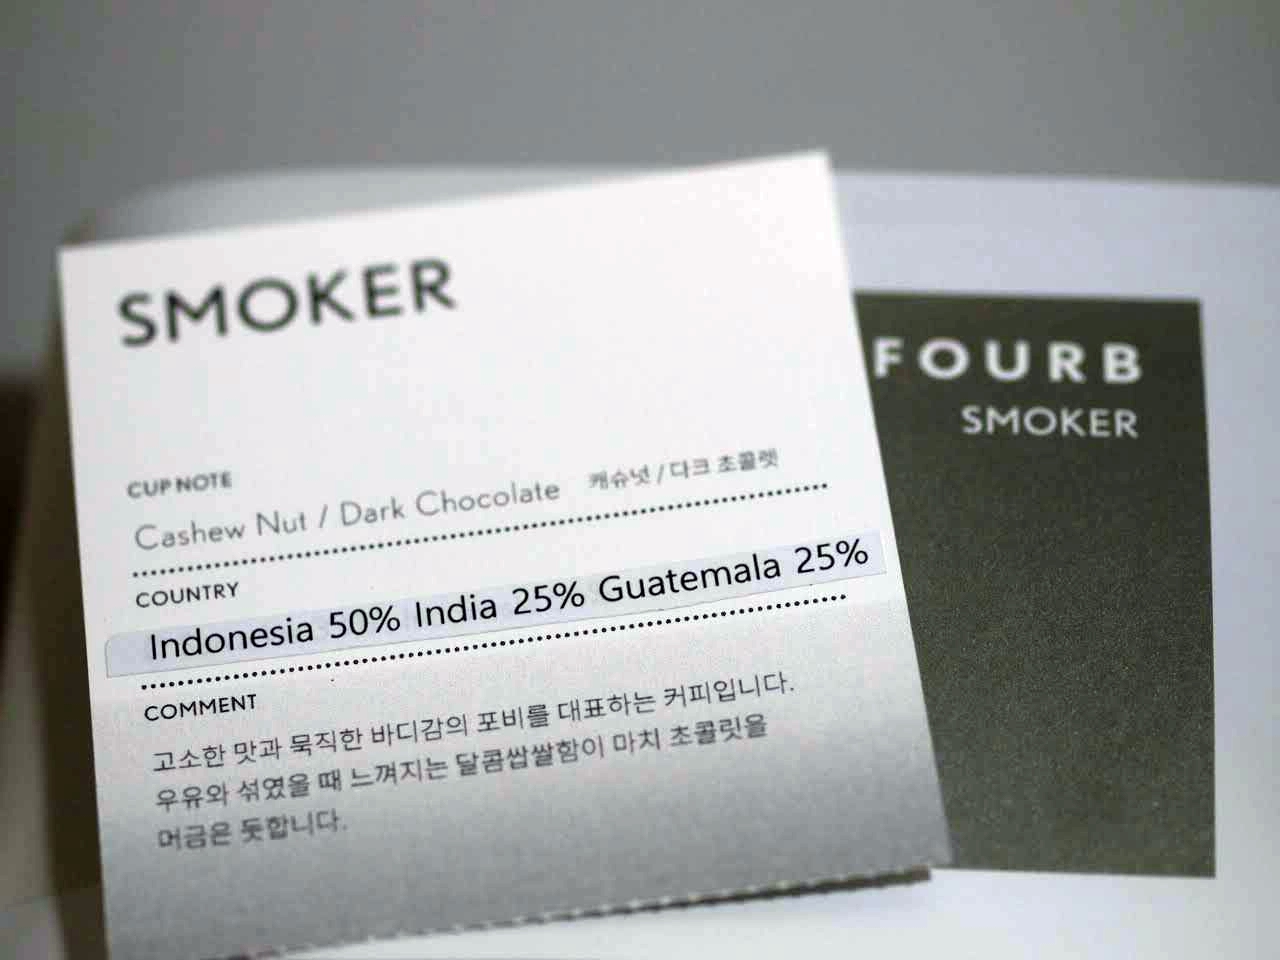 SMOKER
CUP NOTE
Cashew Nut / Dark Chocolate 캐슈넛 / 다크 초콜렛
COUNTRY
Indonesia 50% India 25% Guatemala 25%
COMMENT
고소한 맛과 묵직한 바디감의 포비를 대표하는 커피입니다.
우유와 섞였을 때 느껴지는 달콤쌉쌀함이 마치 초콜릿을
머금은 듯합니다.
FOURB
SMOKER